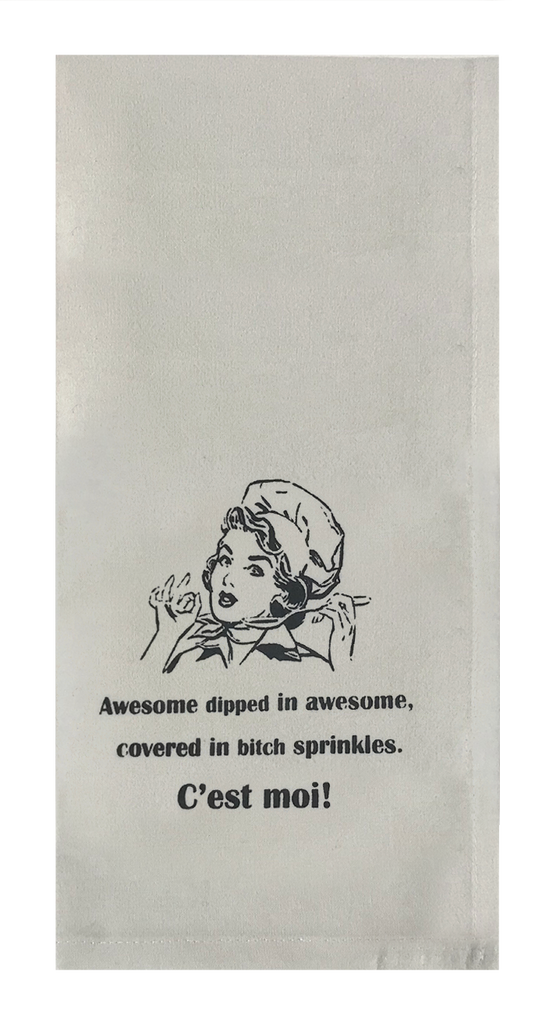 Awesome dipped in awesome,
covered in bitch sprinkles.
C'est moi!